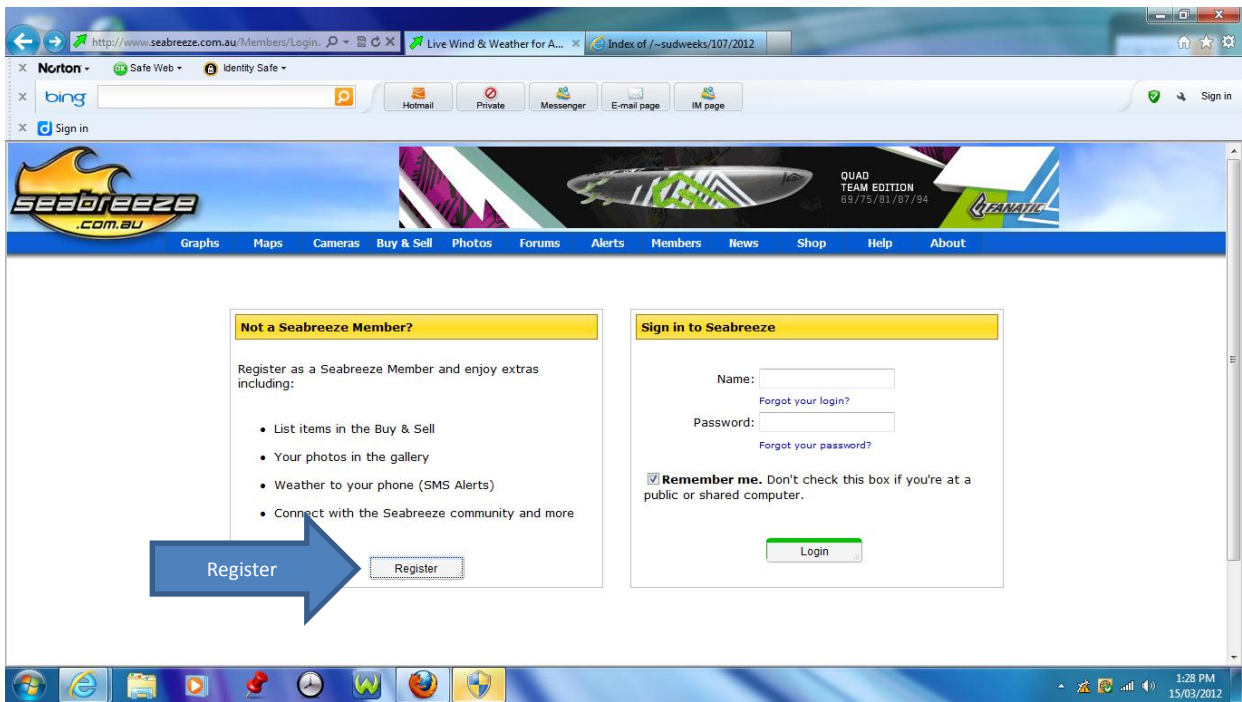 http://www.seabreeze.com.au/Members/Login.
Live Wind & Weather for A...
Index of /~sudweeks/107/2012
Norton
Safe Web
Identity Safe
bing
Hotmail
Private
Messenger
E-mail page
IM page
Sign in
Sign in
seabreeze
.com.au
QUAD
TEAM EDITION
69/75/81/87/94
FANATIC
Graphs Maps Cameras Buy & Sell Photos Forums Alerts Members News Shop Help About
Not a Seabreeze Member?
Register as a Seabreeze Member and enjoy extras
including:
• List items in the Buy & Sell
• Your photos in the gallery
• Weather to your phone (SMS Alerts)
• Connect with the Seabreeze community and more
Register
Register
Sign in to Seabreeze
Name:
Forgot your login?
Password:
Forgot your password?
Remember me. Don't check this box if you're at a
public or shared computer.
Login
1:28 PM
15/03/2012